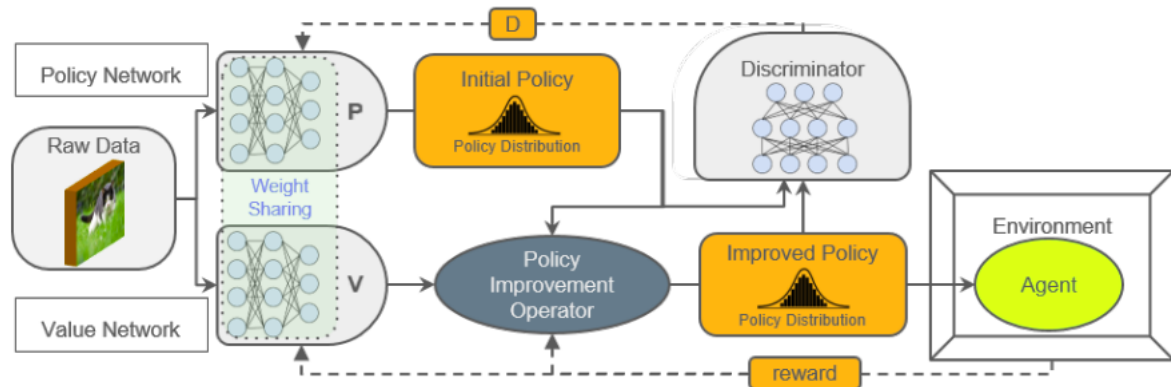 D
Policy Network
P
Initial Policy
Policy Distribution
Discriminator
Raw Data
Weight
Sharing
Value Network
V
Policy
Improvement
Operator
Improved Policy
Policy Distribution
Environment
Agent
reward